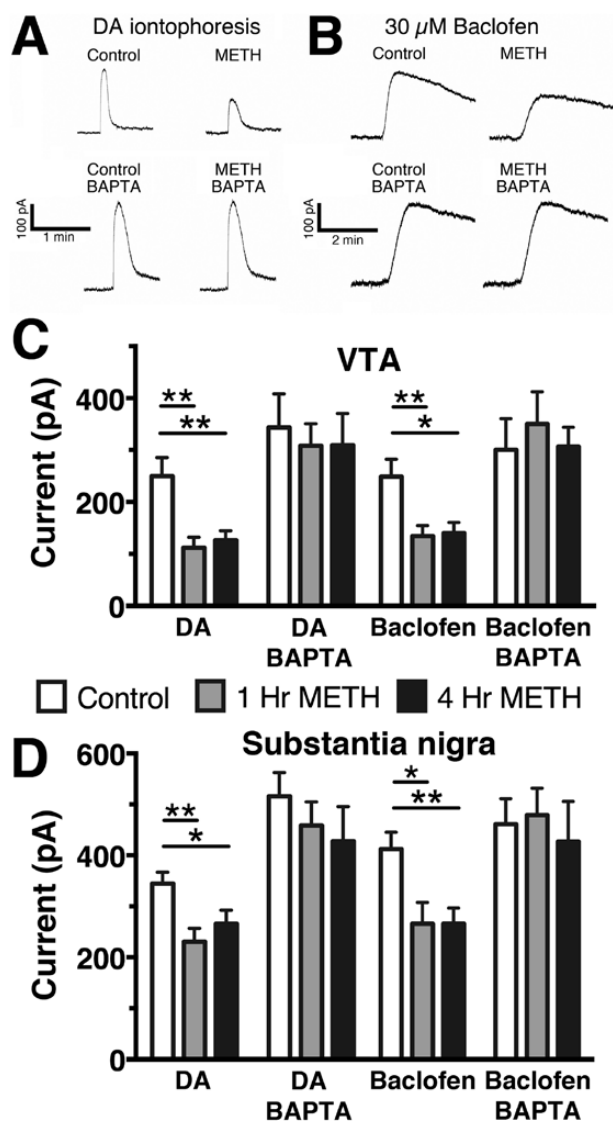 A DA iontophoresis
B 30 µM Baclofen
Control METH
Control METH
Control METH
BAPTA BAPTA
Control METH
BAPTA BAPTA
100 pA
1 min
100 pA
2 min
C VTA
Current (pA)
400
200
0
DA DA Baclofen Baclofen
BAPTA BAPTA
** ** ** *
Control 1 Hr METH 4 Hr METH
D Substantia nigra
Current (pA)
600
400
200
0
** * * **
DA DA Baclofen Baclofen
BAPTA BAPTA